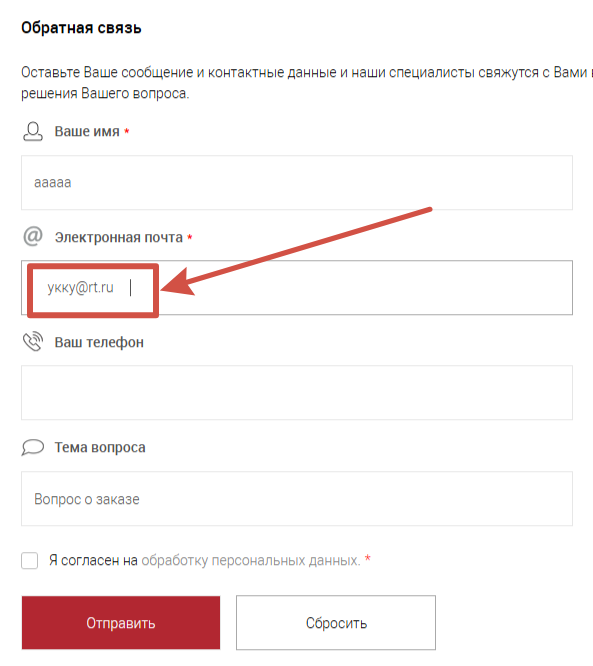 Обратная связь
Оставьте Ваше сообщение и контактные данные и наши специалисты свяжутся с Вами
решения Вашего вопроса.
Ваше имя *
ааааа
@ Электронная почта *
укку@rt.ru
Ваш телефон
Тема вопроса
Вопрос о заказе
Я согласен на обработку персональных данных. *
Отправить
Сбросить